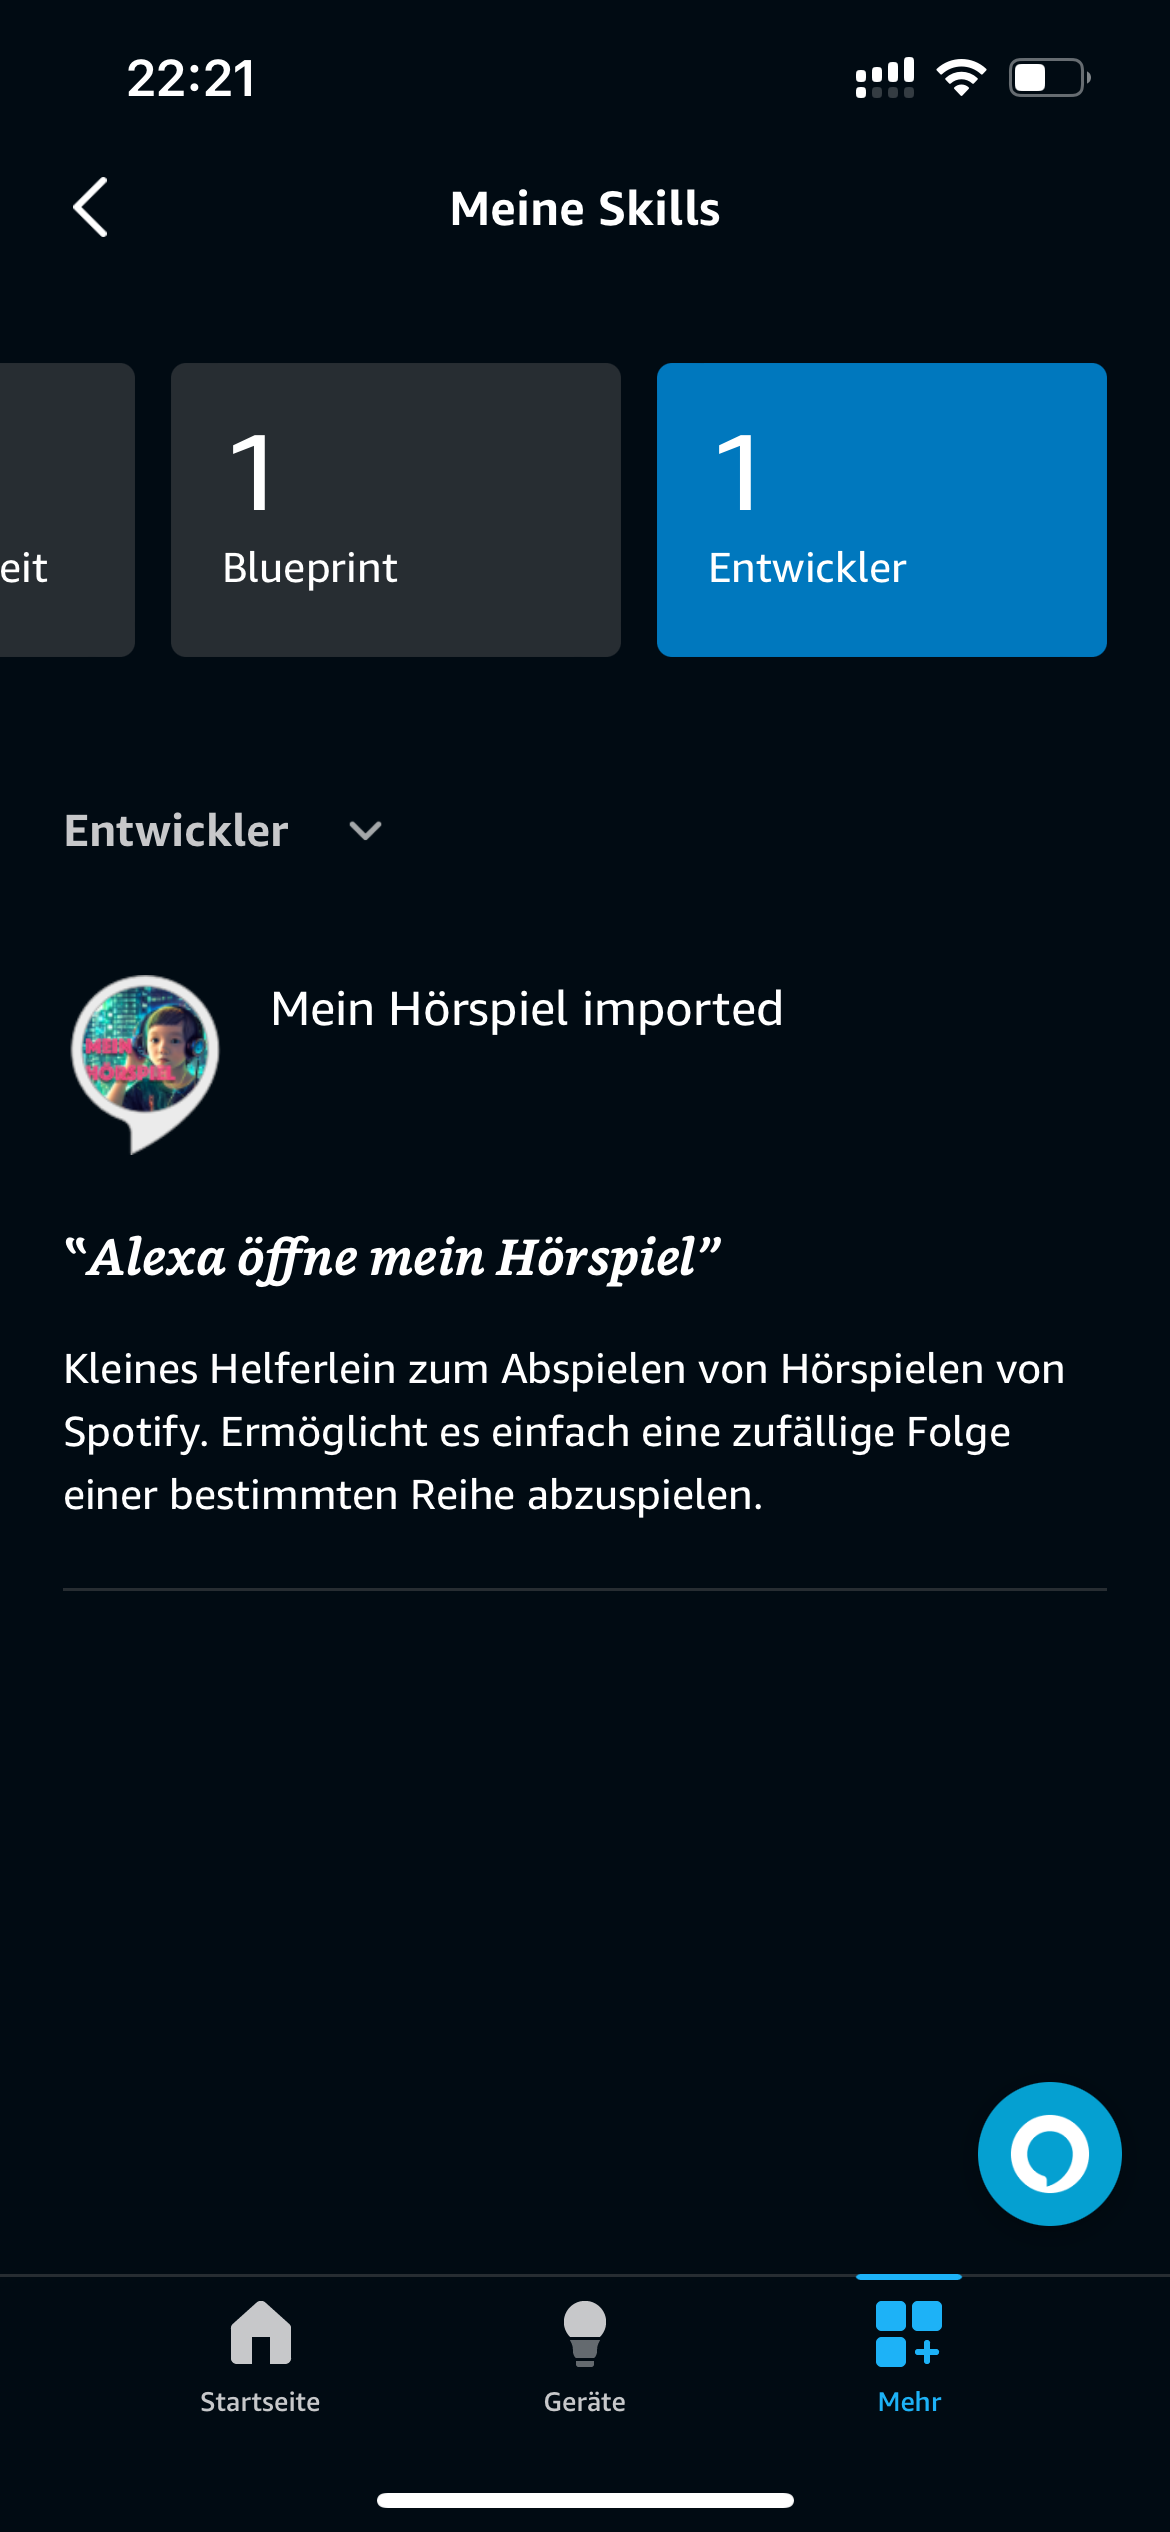 22:21
Meine Skills
eit
1
Blueprint
1
Entwickler
Entwickler
Mein Hörspiel imported
MEIN
HÖRSPIEL
“Alexa öffne mein Hörspiel”
Kleines Helferlein zum Abspielen von Hörspielen von
Spotify. Ermöglicht es einfach eine zufällige Folge
einer bestimmten Reihe abzuspielen.
Startseite
Geräte
Mehr